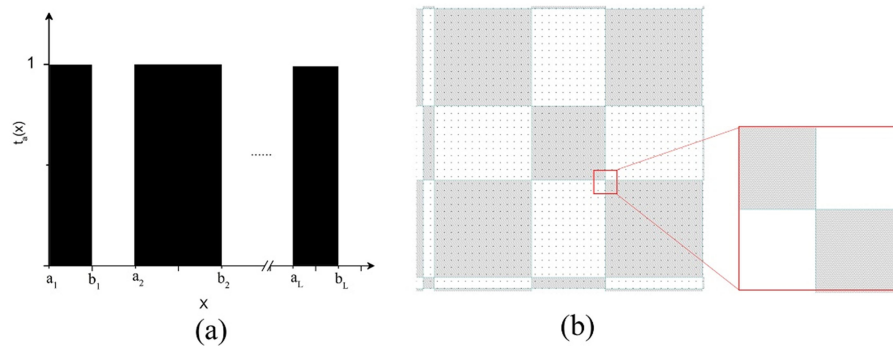 1
t_a(x)
......
a_1 b_1 a_2 b_2 a_L b_L
X
(a) (b)